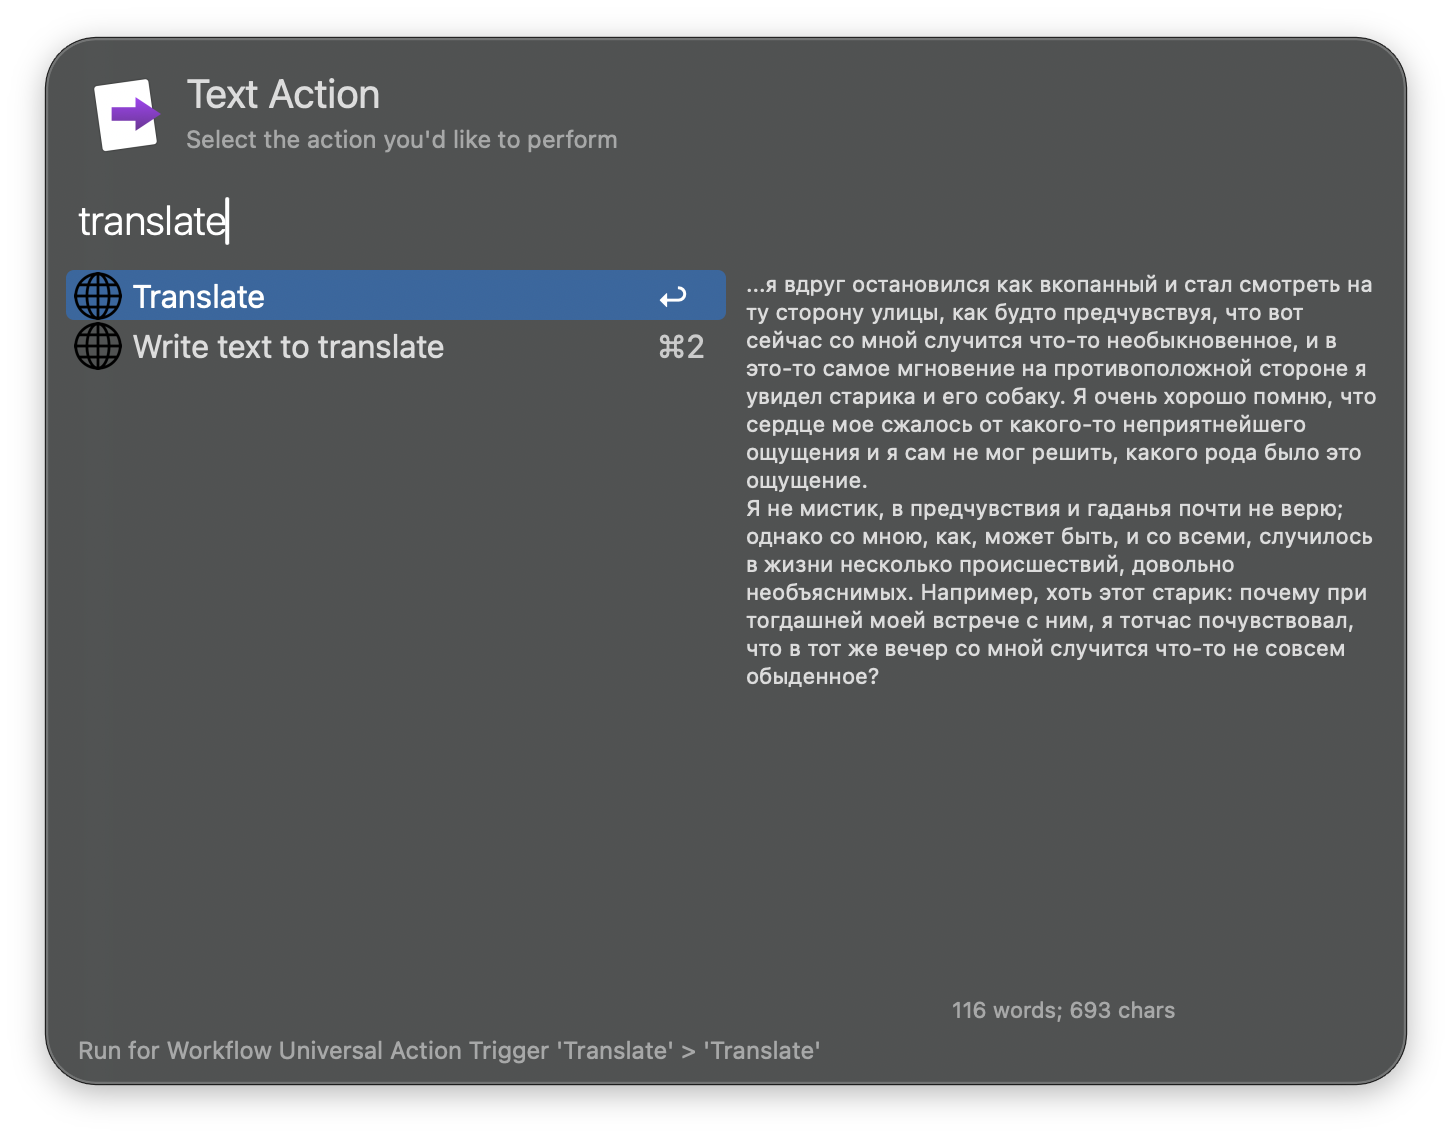 Text Action
Select the action you'd like to perform
translate
Translate ↩
Write text to translate ⌘2
...я вдруг остановился как вкопанный и стал смотреть на
ту сторону улицы, как будто предчувствуя, что вот
сейчас со мной случится что-то необыкновенное, и в
это-то самое мгновение на противоположной стороне я
увидел старика и его собаку. Я очень хорошо помню, что
сердце мое сжалось от какого-то неприятнейшего
ощущения и я сам не мог решить, какого рода было это
ощущение.
Я не мистик, в предчувствия и гаданья почти не верю;
однако со мною, как, может быть, и со всеми, случилось
в жизни несколько происшествий, довольно
необъяснимых. Например, хоть этот старик: почему при
тогдашней моей встрече с ним, я тотчас почувствовал,
что в тот же вечер со мной случится что-то не совсем
обыденное?
116 words; 693 chars
Run for Workflow Universal Action Trigger 'Translate' > 'Translate'